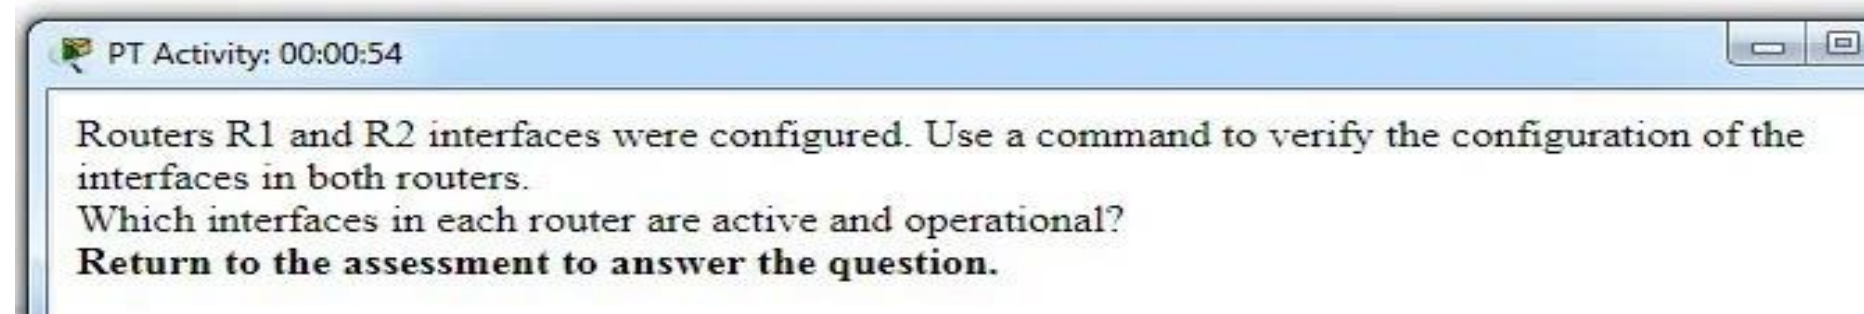 PT Activity: 00:00:54
Routers R1 and R2 interfaces were configured. Use a command to verify the configuration of the
interfaces in both routers.
Which interfaces in each router are active and operational?
Return to the assessment to answer the question.